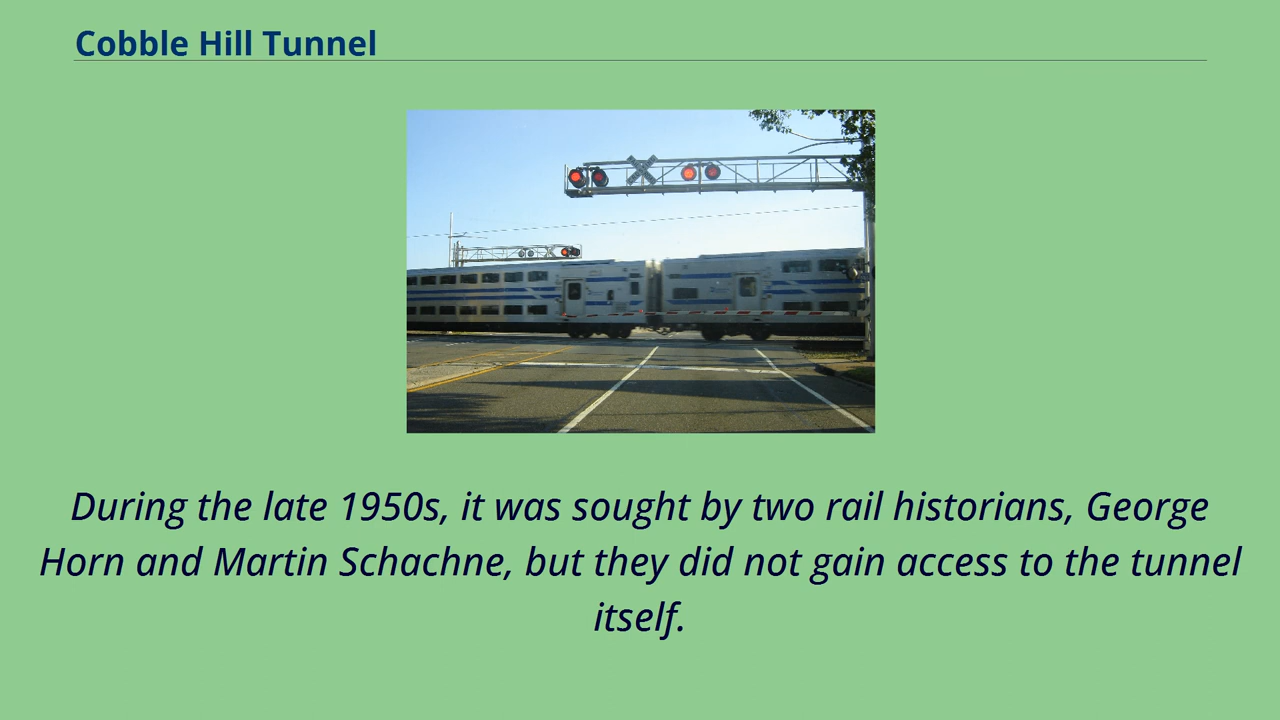 Cobble Hill Tunnel
During the late 1950s, it was sought by two rail historians, George
Horn and Martin Schachne, but they did not gain access to the tunnel
itself.